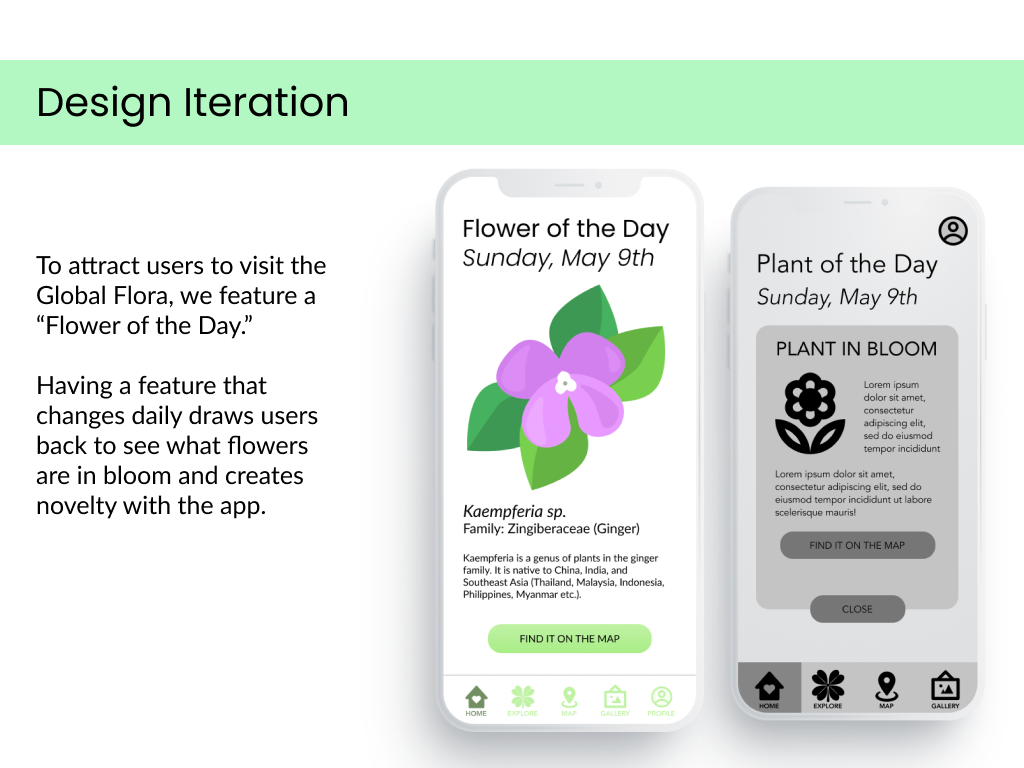 Design Iteration
To attract users to visit the
Global Flora, we feature a
“Flower of the Day.”
Having a feature that
changes daily draws users
back to see what flowers
are in bloom and creates
novelty with the app.
Flower of the Day
Sunday, May 9th
Kaempferia sp.
Family: Zingiberaceae (Ginger)
Kaempferia is a genus of plants in the ginger
family. It is native to China, India, and
Southeast Asia (Thailand, Malaysia, Indonesia,
Philippines, Myanmar etc.).
FIND IT ON THE MAP
HOME EXPLORE MAP GALLERY PROFILE
Plant of the Day
Sunday, May 9th
PLANT IN BLOOM
Lorem ipsum
dolor sit amet,
consectetur
adipiscing elit,
sed do eiusmod
tempor incididunt
Lorem ipsum dolor sit amet,
consectetur adipiscing elit, sed do
eiusmod tempor incididunt ut labore
scelerisque mauris!
FIND IT ON THE MAP
CLOSE
HOME EXPLORE MAP GALLERY